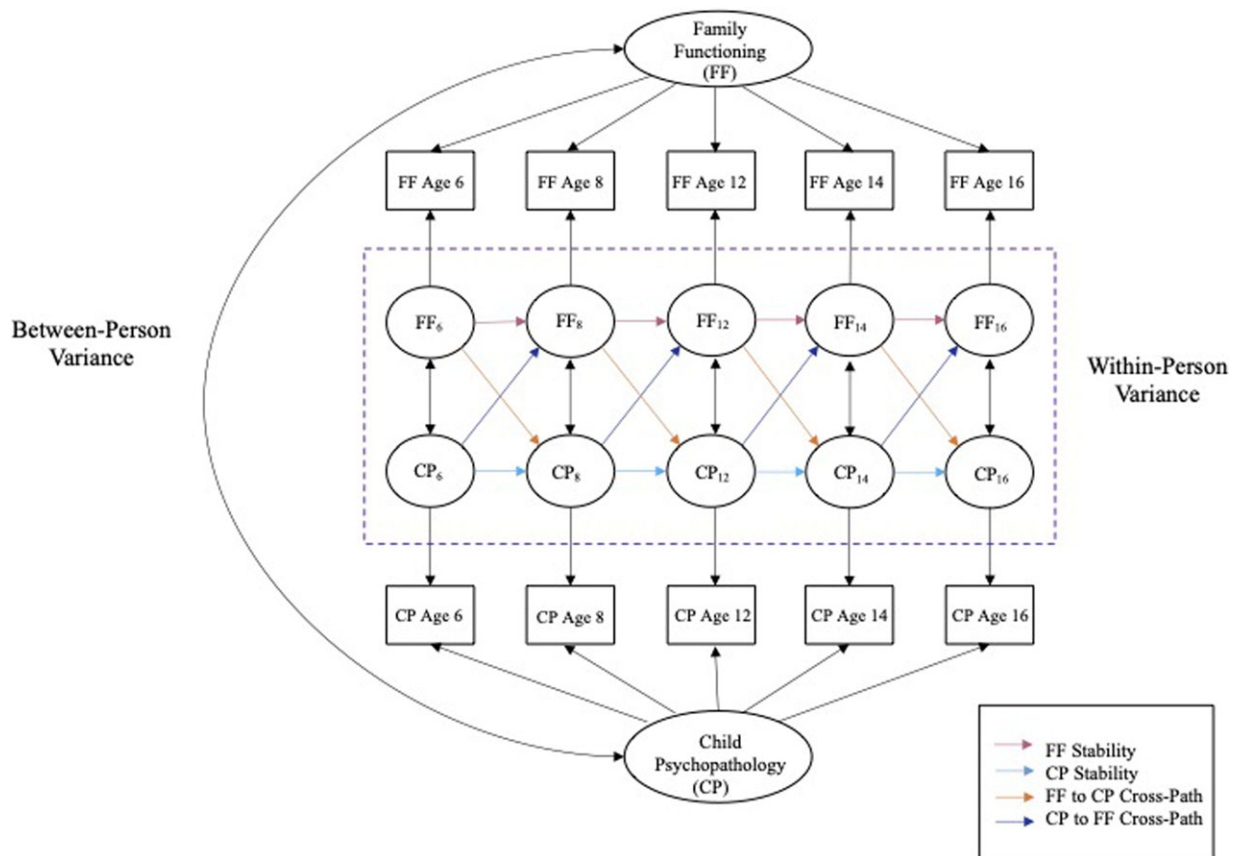 Family
Functioning
(FF)
FF Age 6
FF Age 8
FF Age 12
FF Age 14
FF Age 16
Between-Person
Variance
FF₆
FF₈
FF₁₂
FF₁₄
FF₁₆
Within-Person
Variance
CP₆
CP₈
CP₁₂
CP₁₄
CP₁₆
CP Age 6
CP Age 8
CP Age 12
CP Age 14
CP Age 16
Child
Psychopathology
(CP)
FF Stability
CP Stability
FF to CP Cross-Path
CP to FF Cross-Path